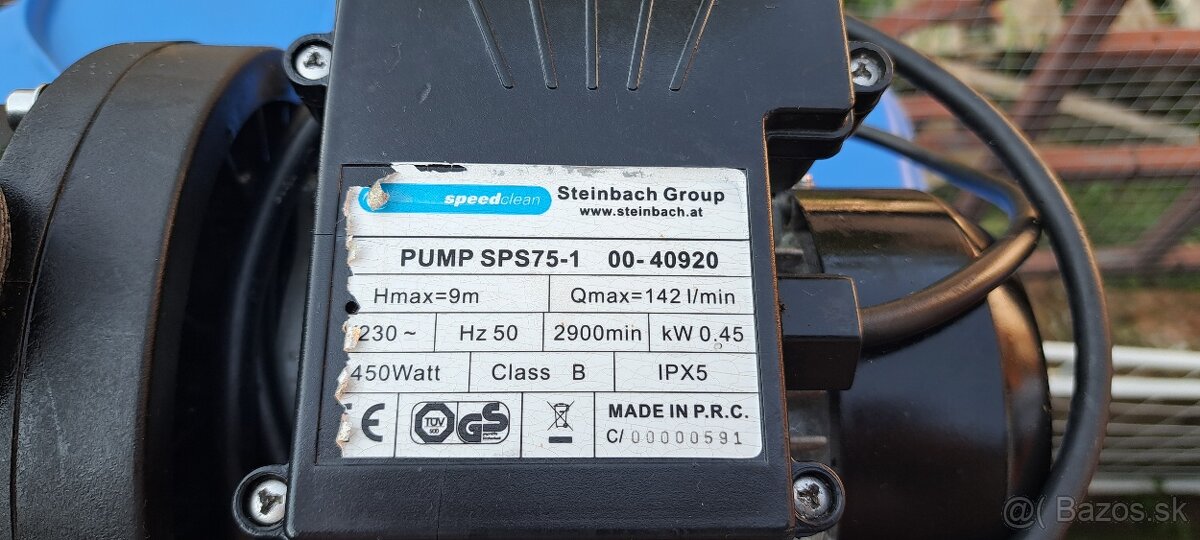 speedclean Steinbach Group
www.steinbach.at
PUMP SPS75-1 00-40920
Hmax=9m Qmax=142 l/min
230 ~ Hz 50 2900min kW 0.45
450Watt Class B IPX5
CE TÜV SÜD GS MADE IN P.R.C.
C/ 00000591
@( Bazos.sk